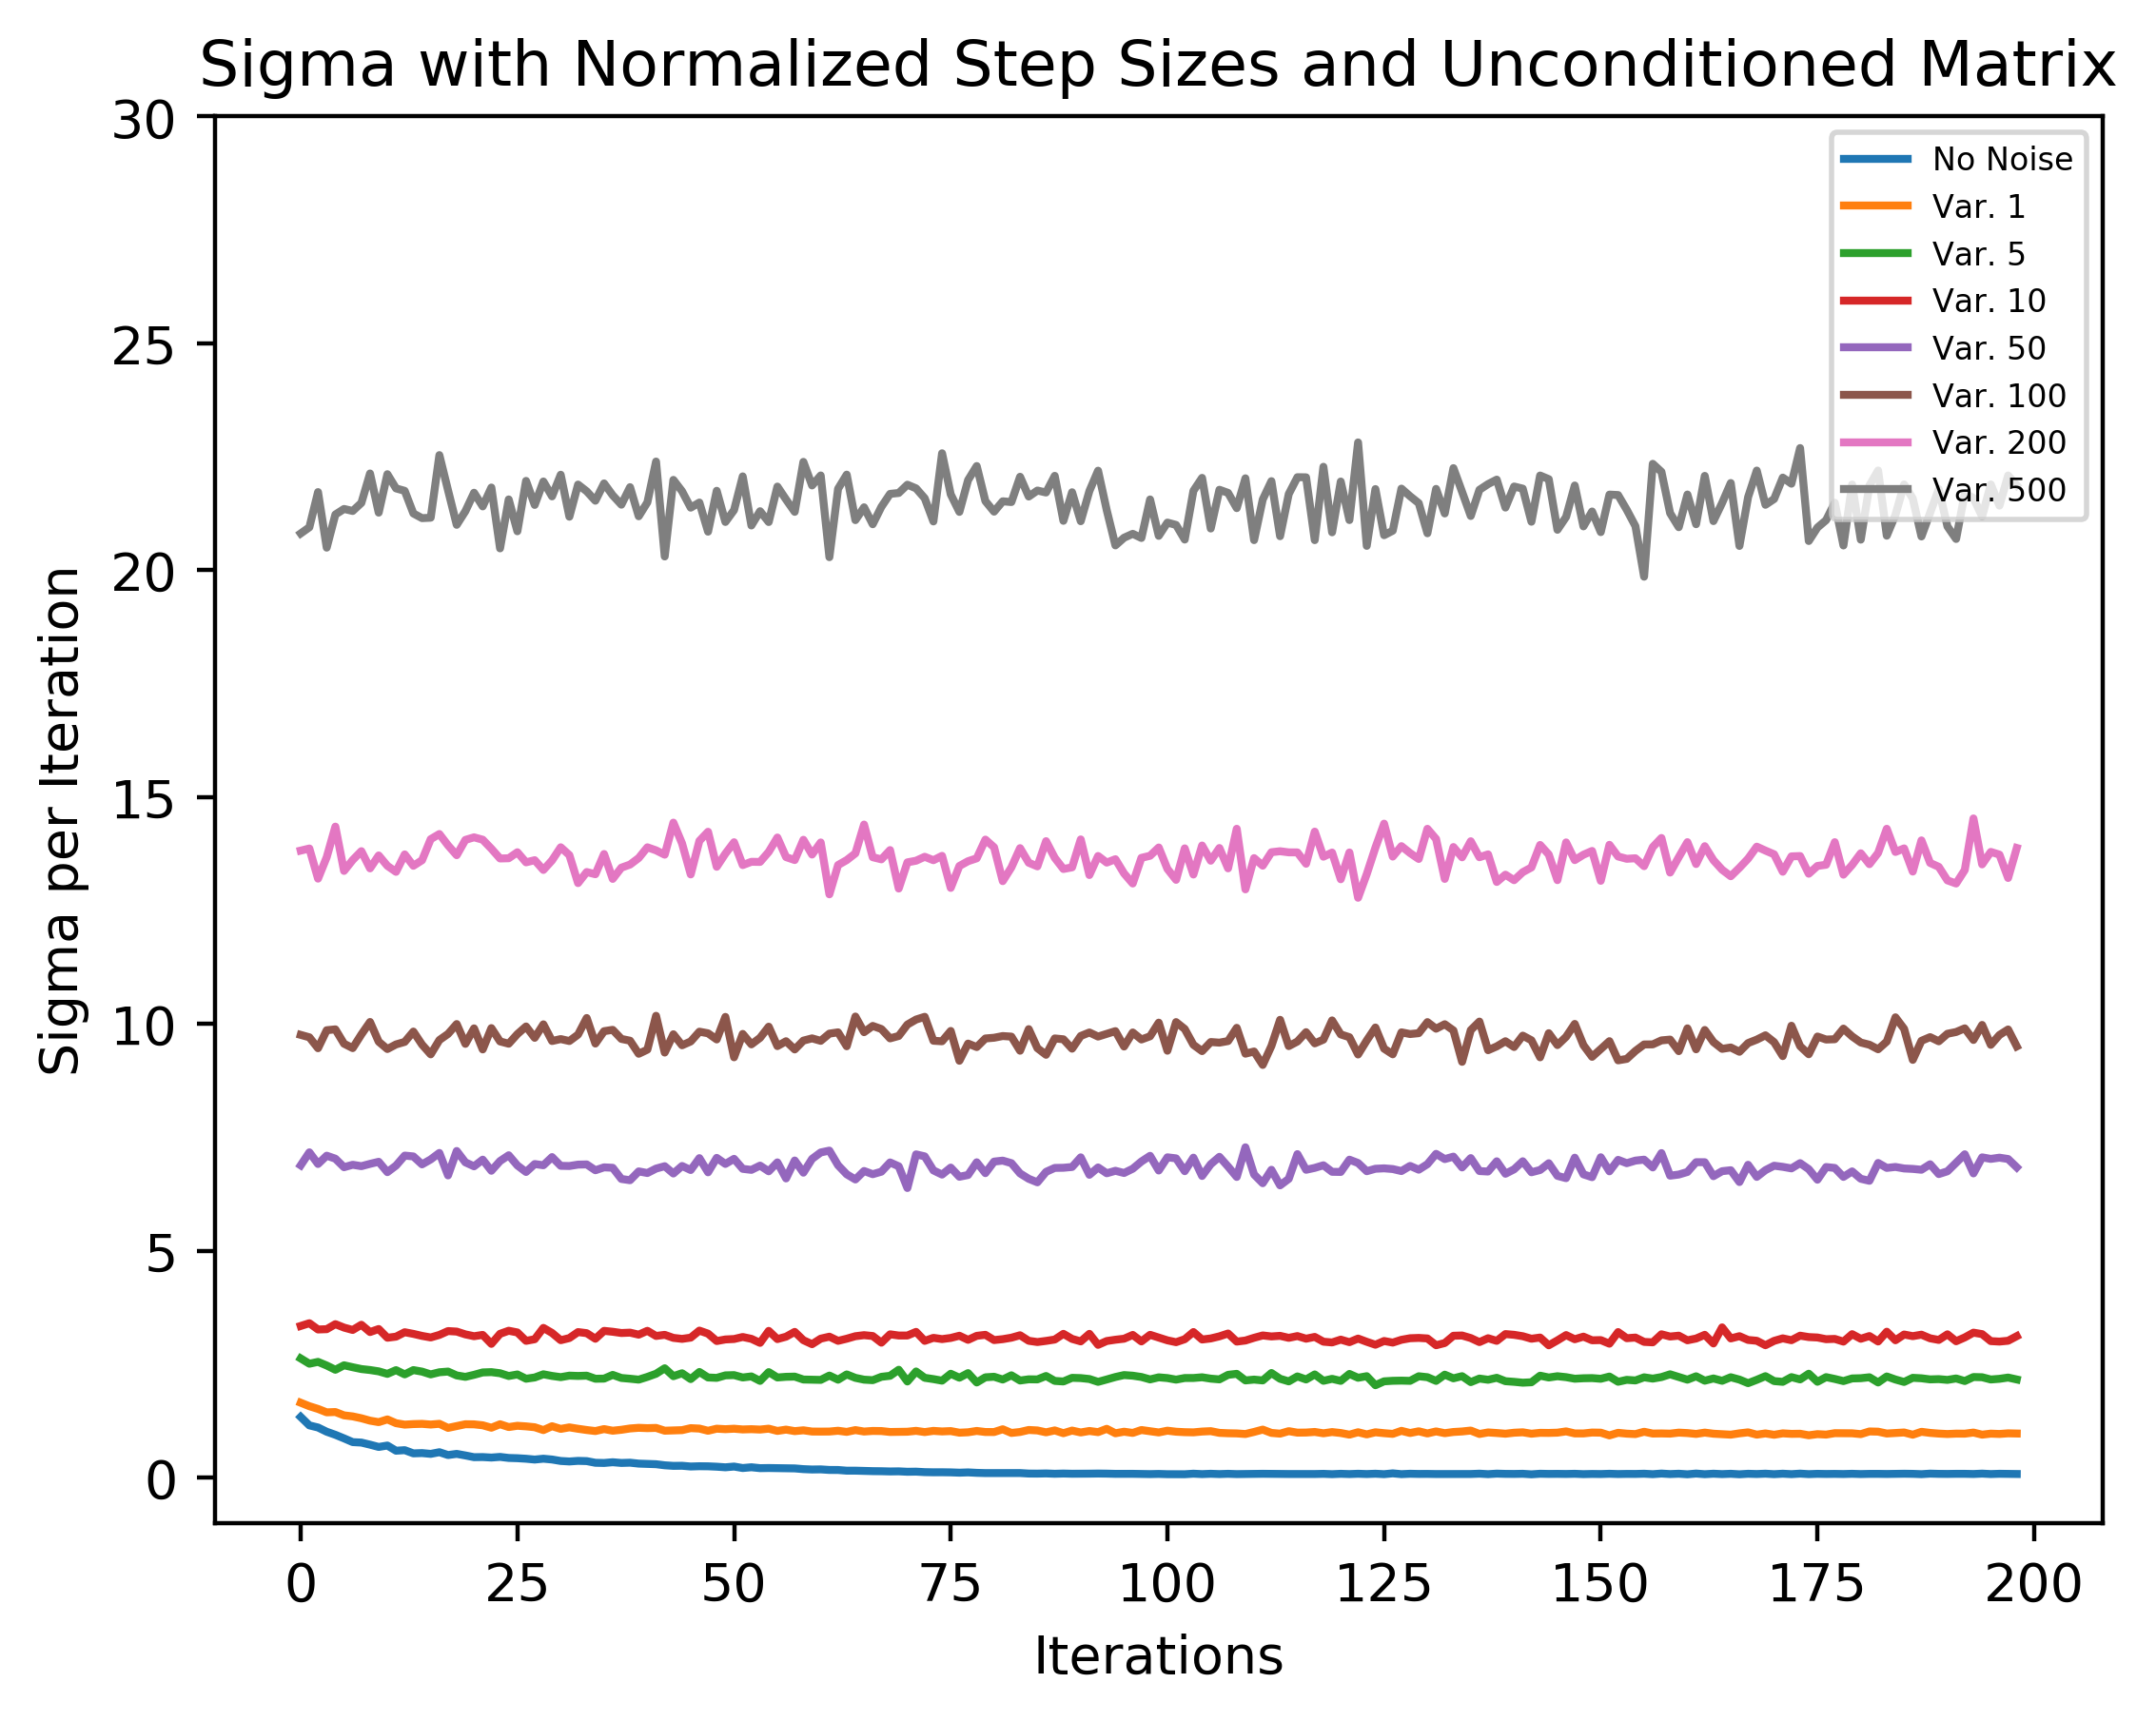 Sigma with Normalized Step Sizes and Unconditioned Matrix
30
25
20
15
10
5
0
Sigma per Iteration
No Noise
Var. 1
Var. 5
Var. 10
Var. 50
Var. 100
Var. 200
Var. 500
0 25 50 75 100 125 150 175 200
Iterations